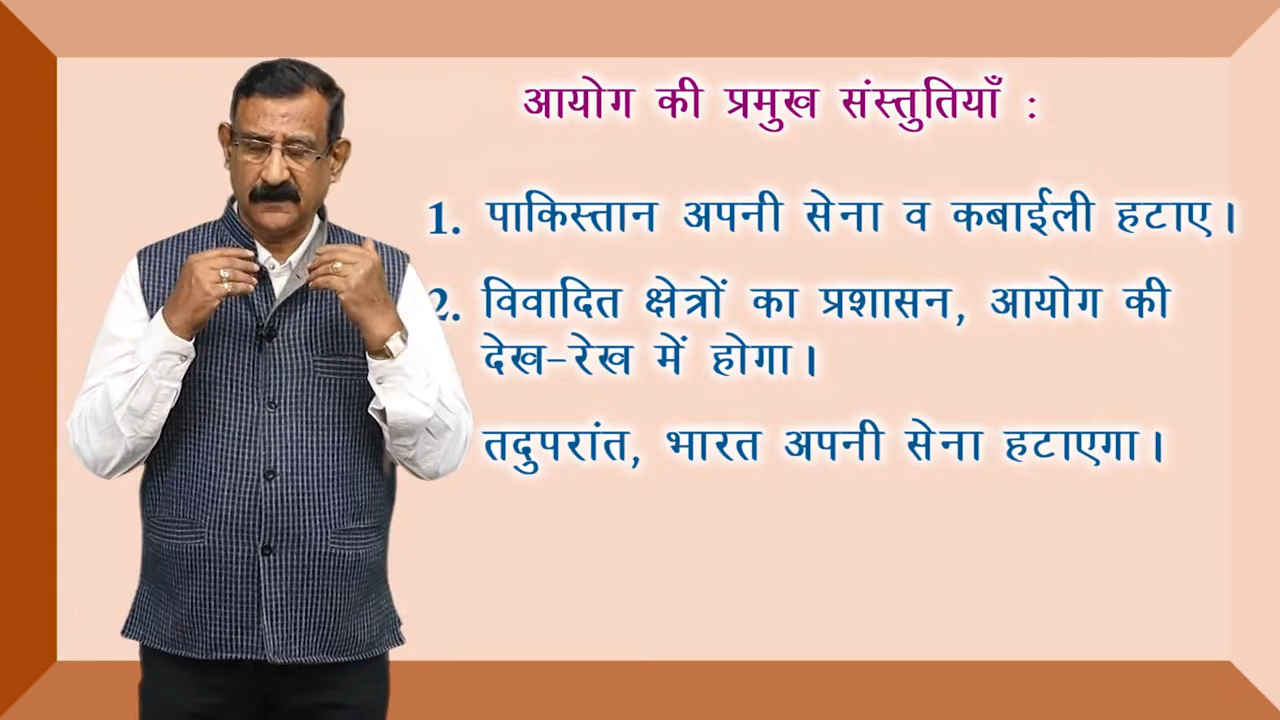 आयोग की प्रमुख संस्तुतियाँ :
1. पाकिस्तान अपनी सेना व कबाईली हटाए।
2. विवादित क्षेत्रों का प्रशासन, आयोग की
देख-रेख में होगा।
तदुपरांत, भारत अपनी सेना हटाएगा।